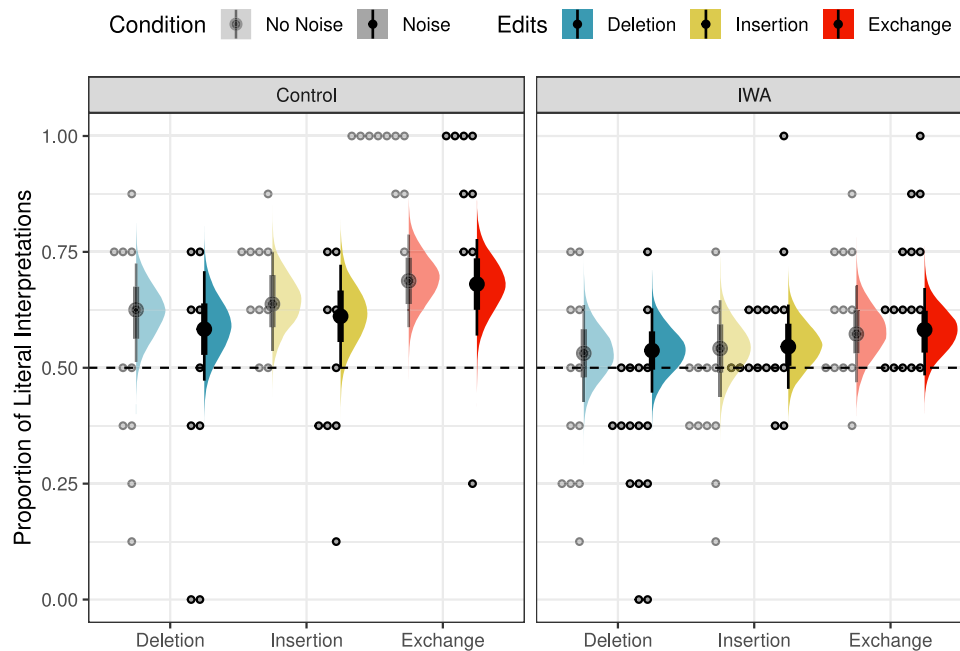 Condition No Noise Noise Edits Deletion Insertion Exchange
Control IWA
1.00
0.75
0.50
0.25
0.00
Proportion of Literal Interpretations
Deletion Insertion Exchange Deletion Insertion Exchange